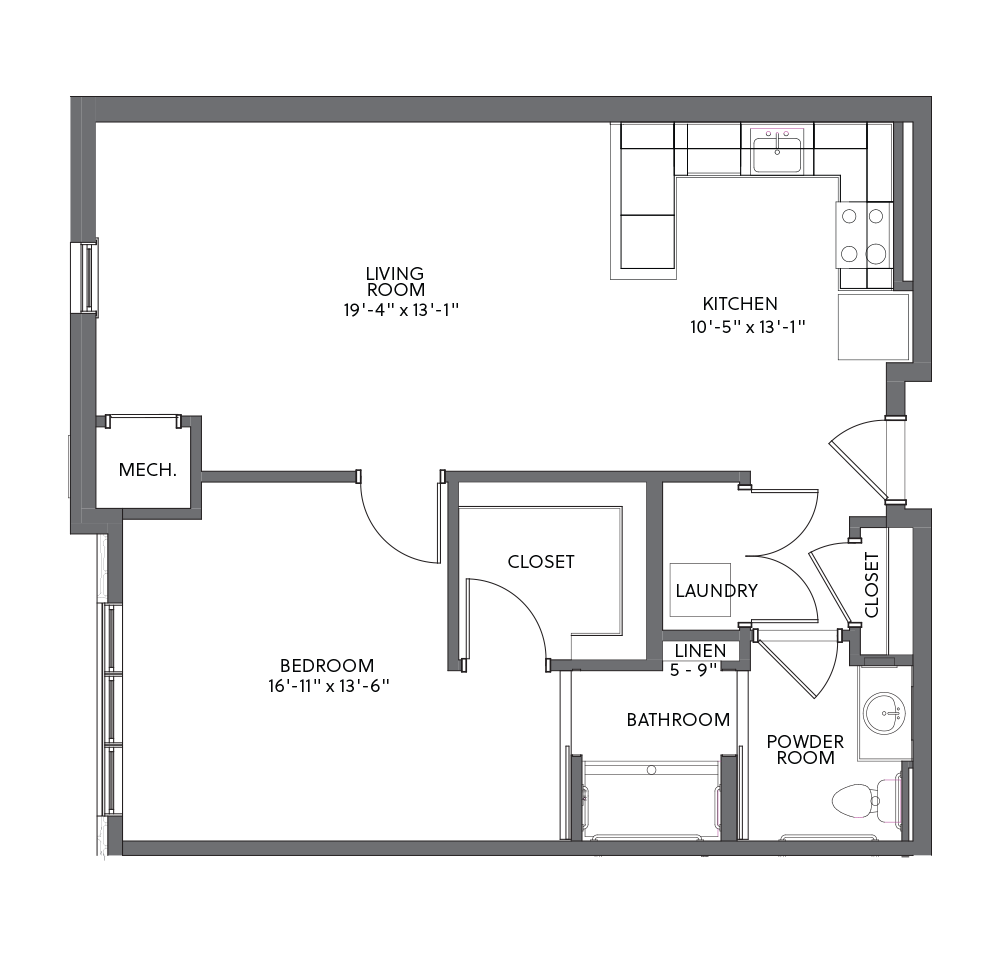 LIVING
ROOM
19'-4" x 13'-1"
KITCHEN
10'-5" x 13'-1"
MECH.
CLOSET
LAUNDRY
CLOSET
LINEN
5 - 9"
BEDROOM
16'-11" x 13'-6"
BATHROOM
POWDER
ROOM